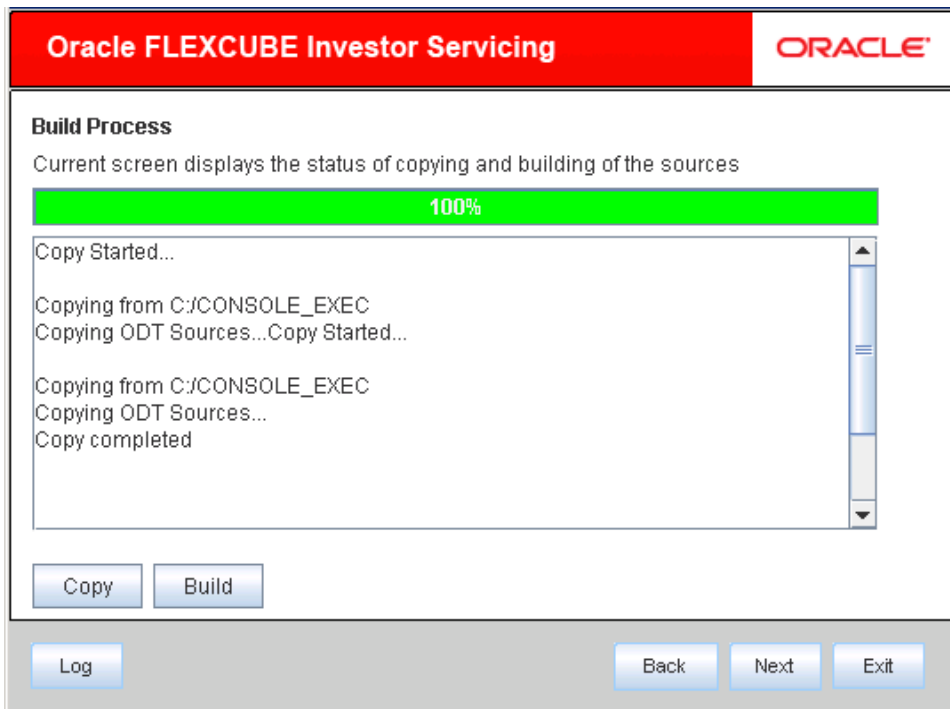 Oracle FLEXCUBE Investor Servicing
ORACLE
Build Process
Current screen displays the status of copying and building of the sources
100%
Copy Started...
Copying from C:/CONSOLE_EXEC
Copying ODT Sources...Copy Started...
Copying from C:/CONSOLE_EXEC
Copying ODT Sources...
Copy completed
Copy Build
Log Back Next Exit